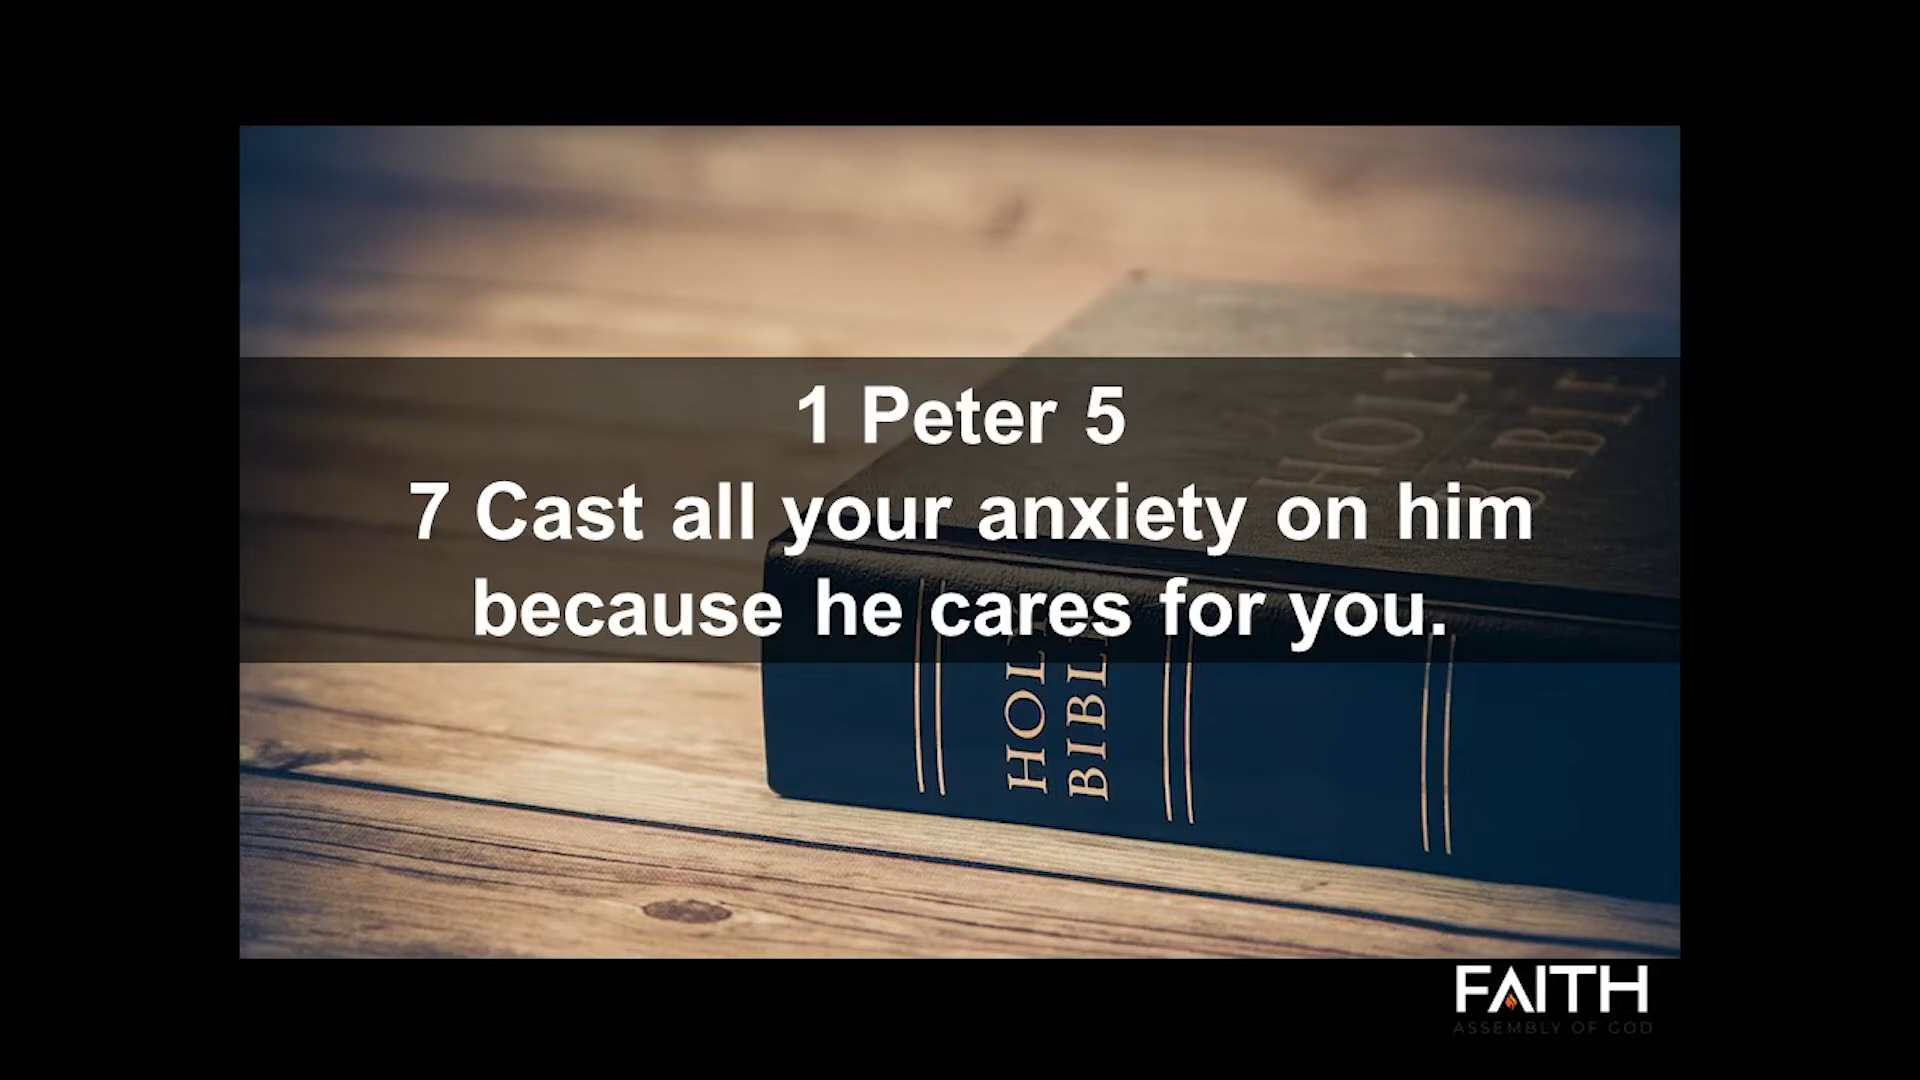 1 Peter 5
7 Cast all your anxiety on him
because he cares for you.
HOLY
BIBLE
HOLY
BIBLE
FAITH
ASSEMBLY OF GOD